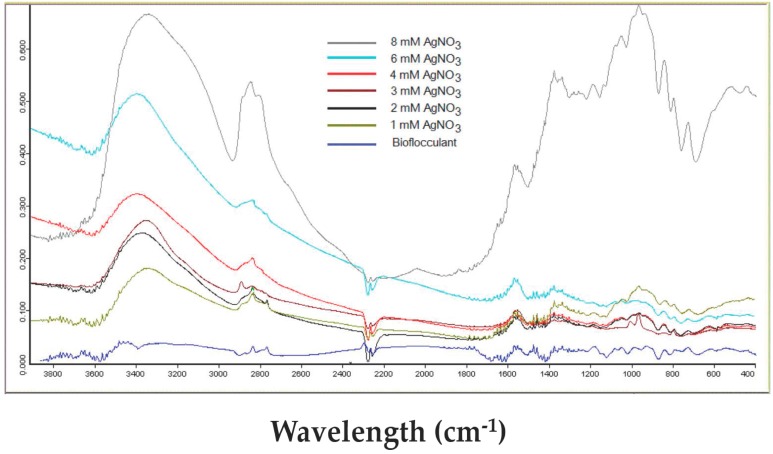 0.600
0.500
0.400
0.300
0.200
0.100
0.000
8 mM AgNO3
6 mM AgNO3
4 mM AgNO3
3 mM AgNO3
2 mM AgNO3
1 mM AgNO3
Bioflocculant
3800 3600 3400 3200 3000 2800 2600 2400 2200 2000 1800 1600 1400 1200 1000 800 600 400
Wavelength (cm-1)